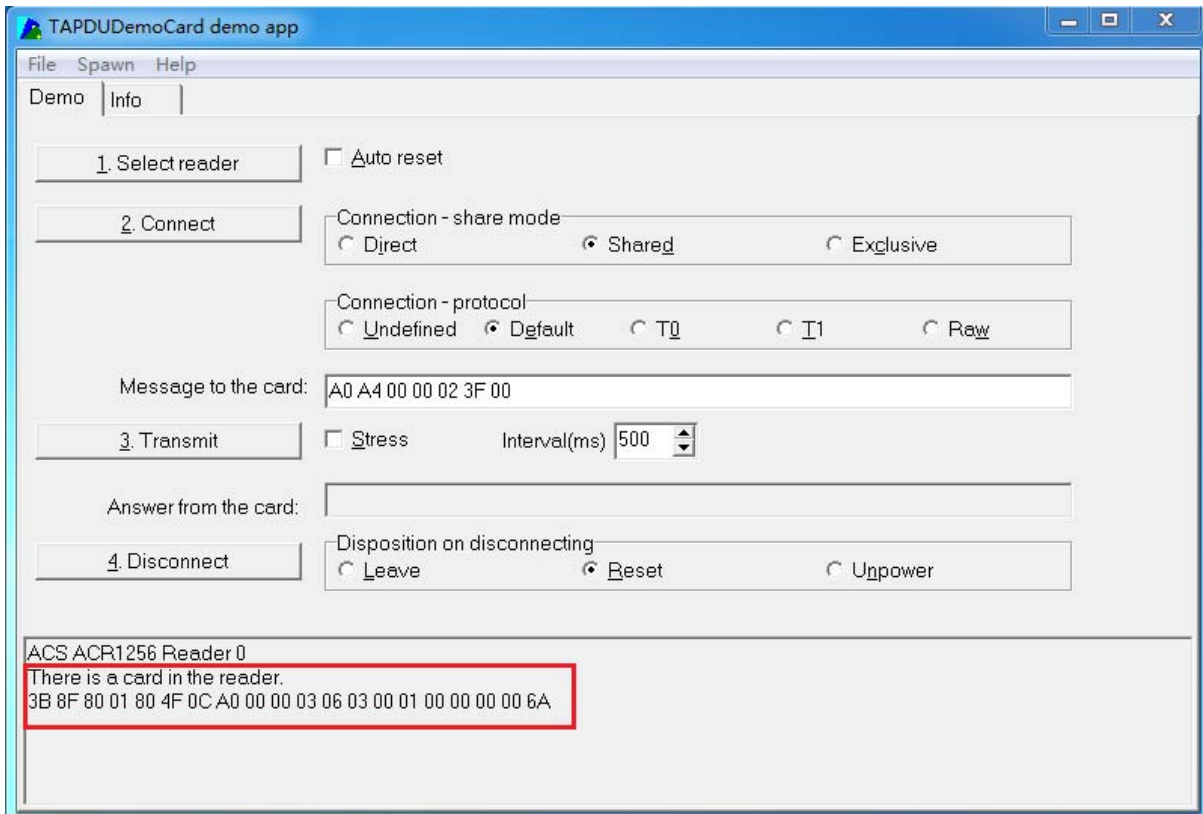 TAPDUDemoCard demo app
File Spawn Help
Demo Info
1. Select reader Auto reset
2. Connect
Connection - share mode
Direct Shared Exclusive
Connection - protocol
Undefined Default T0 T1 Raw
Message to the card: A0 A4 00 00 02 3F 00
3. Transmit Stress Interval(ms) 500
Answer from the card:
4. Disconnect
Disposition on disconnecting
Leave Reset Unpower
ACS ACR1256 Reader 0
There is a card in the reader.
3B 8F 80 01 80 4F 0C A0 00 00 03 06 03 00 01 00 00 00 00 6A